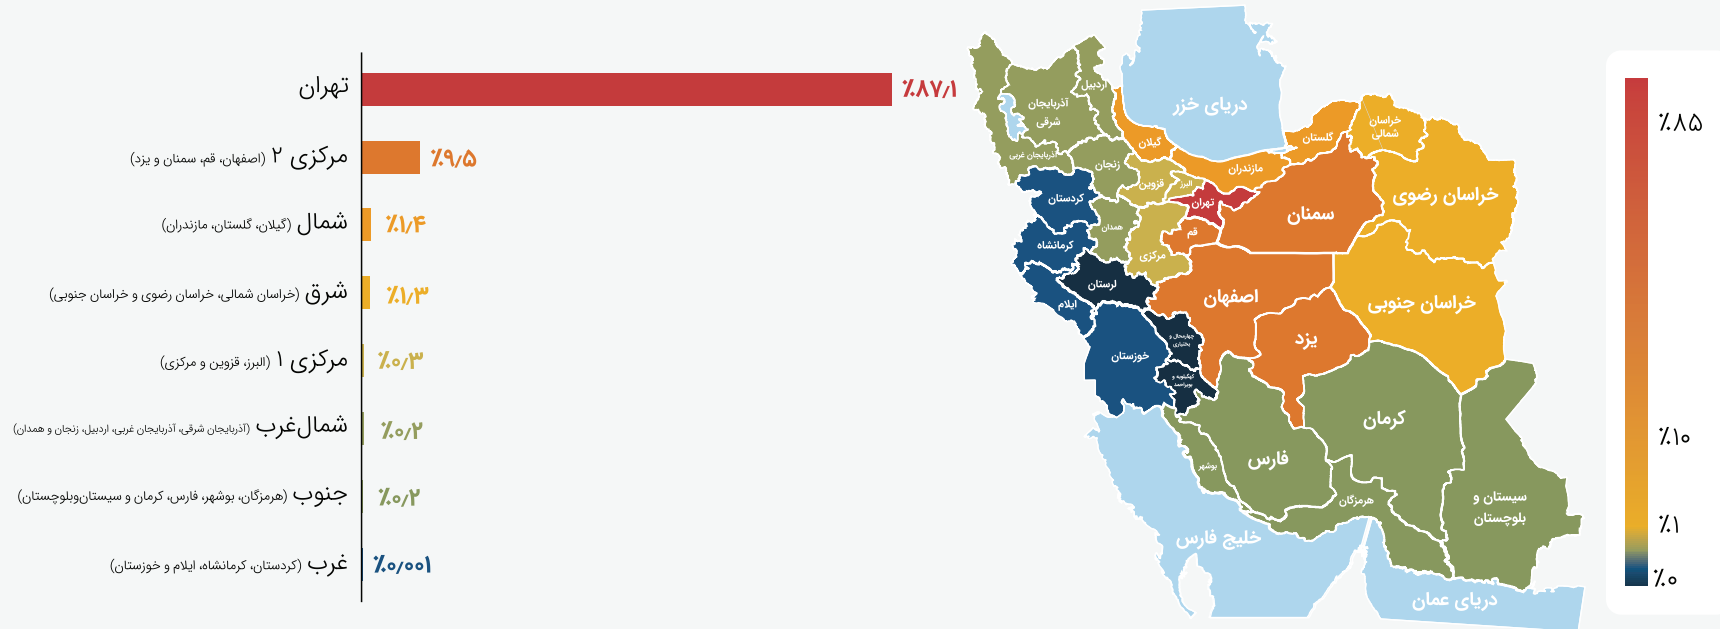 تهران
٪۸۷٫۱
مرکزی ۲ (اصفهان، قم، سمنان و یزد)
٪۹٫۵
شمال (گیلان، گلستان، مازندران)
٪۱٫۴
شرق (خراسان شمالی، خراسان رضوی و خراسان جنوبی)
٪۱٫۳
مرکزی ۱ (البرز، قزوین و مرکزی)
٪۰٫۳
شمال‌غرب (آذربایجان شرقی، آذربایجان غربی، اردبیل، زنجان و همدان)
٪۰٫۲
جنوب (هرمزگان، بوشهر، فارس، کرمان و سیستان‌وبلوچستان)
٪۰٫۲
غرب (کردستان، کرمانشاه، ایلام و خوزستان)
٪۰٫۰۰۱
دریای خزر
اردبیل
آذربایجان
شرقی
آذربایجان غربی
گیلان
زنجان
مازندران
گلستان
خراسان
شمالی
خراسان رضوی
قزوین
البرز
تهران
سمنان
کردستان
همدان
قم
کرمانشاه
مرکزی
لرستان
ایلام
اصفهان
خراسان جنوبی
یزد
چهارمحال و
بختیاری
خوزستان
کهگیلویه و
بویراحمد
کرمان
فارس
بوشهر
هرمزگان
سیستان و
بلوچستان
خلیج فارس
دریای عمان
٪۸۵
٪۱۰
٪۱
٪۰